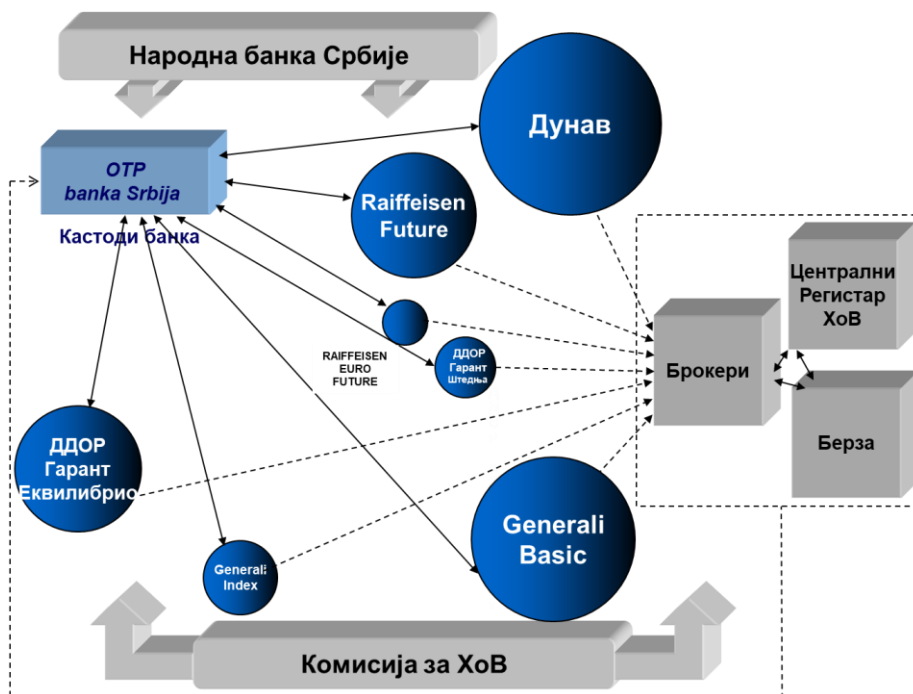 Народна банка Србије
Дунав
OTP
banka Srbija
Кастоди банка
Raiffeisen
Future
Централни
Регистар
ХоВ
RAIFFEISEN
EURO
FUTURE
ДДОР
Гарант
Штедња
Брокери
Берза
ДДОР
Гарант
Еквилибрио
Generali
Basic
Generali
Index
Комисија за ХоВ